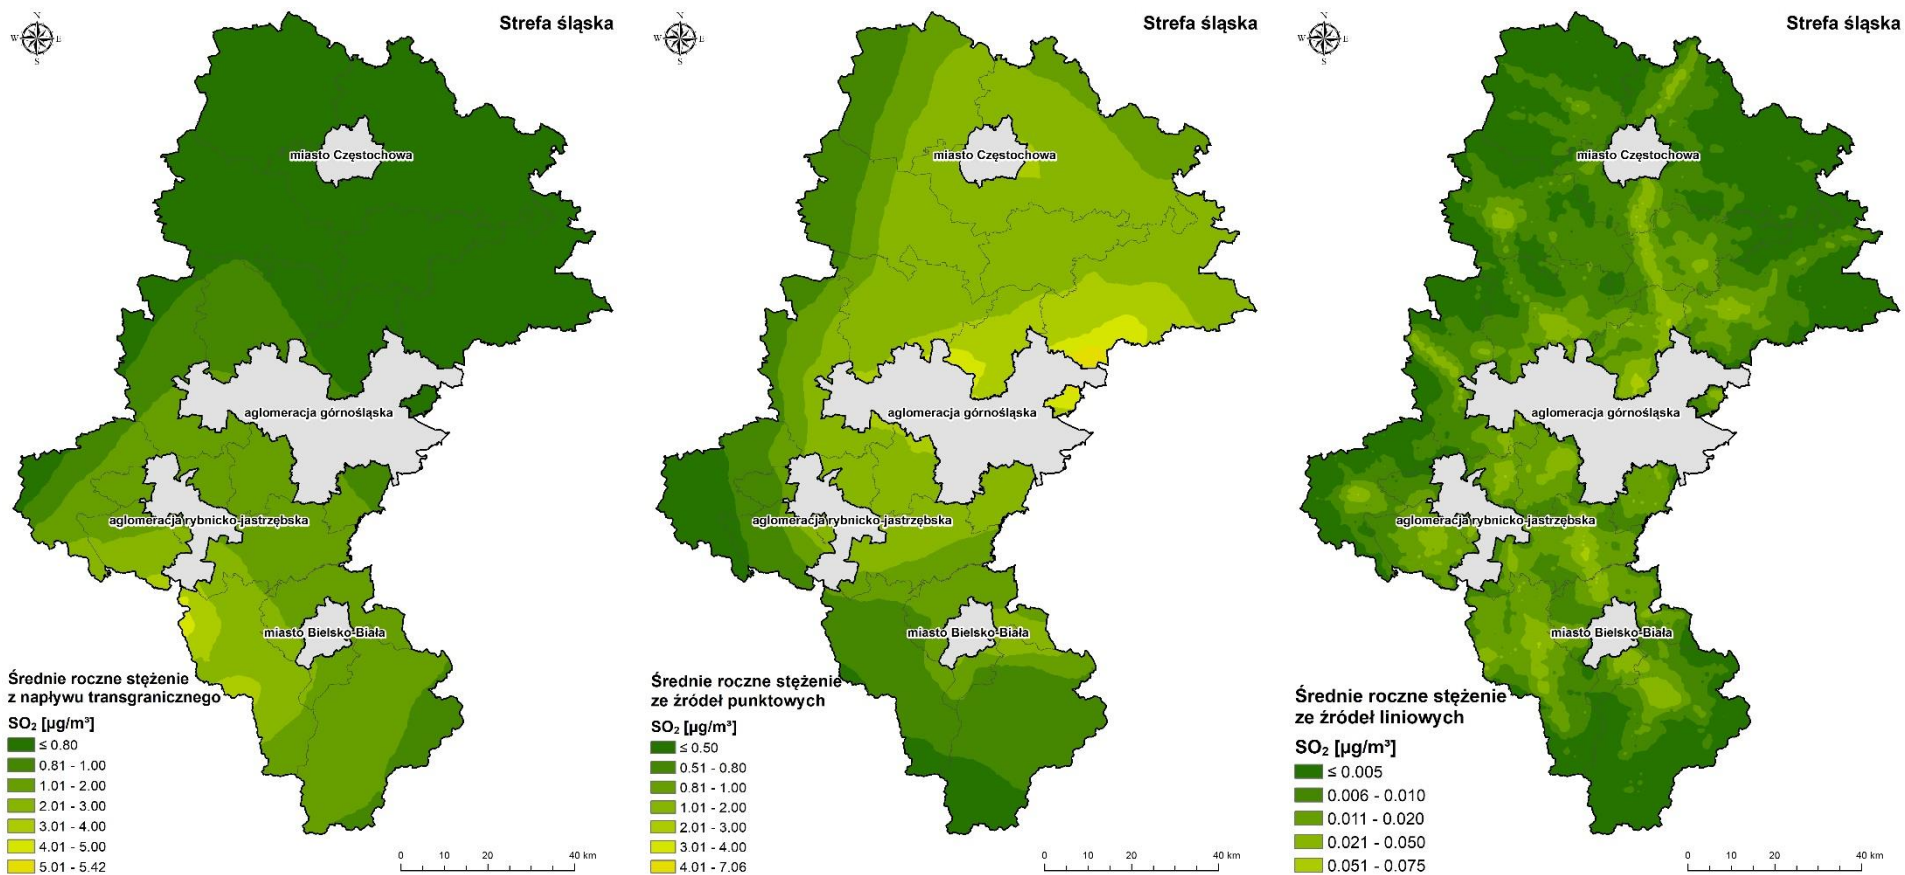 Strefa śląska
N
W E
S
miasto Częstochowa
aglomeracja górnośląska
aglomeracja rybnicko-jastrzębska
miasto Bielsko-Biała
Średnie roczne stężenie
z napływu transgranicznego
SO₂ [µg/m³]
≤ 0.80
0.81 - 1.00
1.01 - 2.00
2.01 - 3.00
3.01 - 4.00
4.01 - 5.00
5.01 - 5.42
0 10 20 40 km
Strefa śląska
N
W E
S
miasto Częstochowa
aglomeracja górnośląska
aglomeracja rybnicko-jastrzębska
miasto Bielsko-Biała
Średnie roczne stężenie
ze źródeł punktowych
SO₂ [µg/m³]
≤ 0.50
0.51 - 0.80
0.81 - 1.00
1.01 - 2.00
2.01 - 3.00
3.01 - 4.00
4.01 - 7.06
0 10 20 40 km
Strefa śląska
N
W E
S
miasto Częstochowa
aglomeracja górnośląska
aglomeracja rybnicko-jastrzębska
miasto Bielsko-Biała
Średnie roczne stężenie
ze źródeł liniowych
SO₂ [µg/m³]
≤ 0.005
0.006 - 0.010
0.011 - 0.020
0.021 - 0.050
0.051 - 0.075
0 10 20 40 km